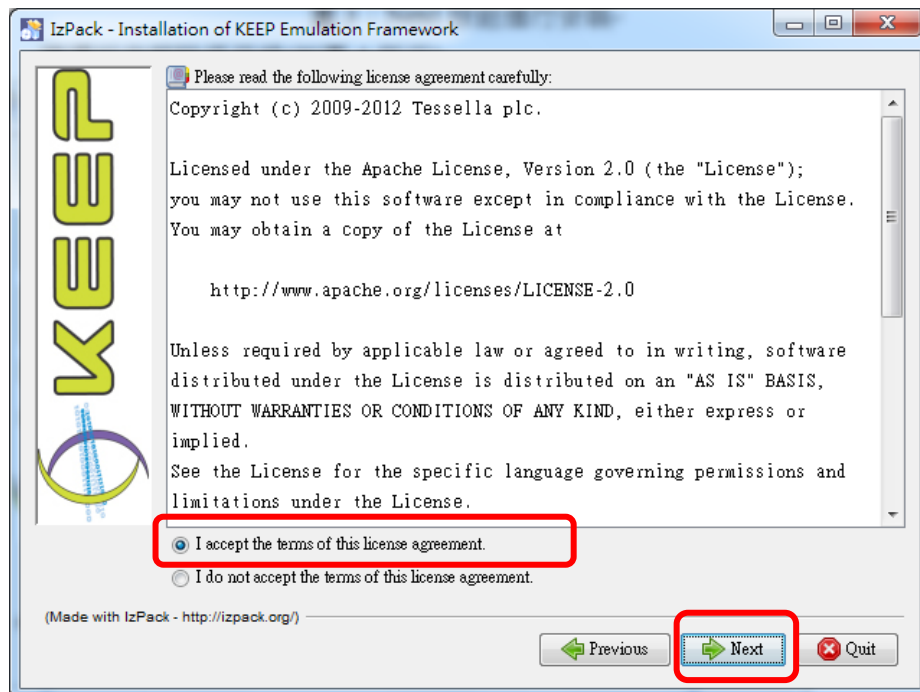 IzPack - Installation of KEEP Emulation Framework
KEEP
Please read the following license agreement carefully:
Copyright (c) 2009-2012 Tessella plc.
Licensed under the Apache License, Version 2.0 (the "License");
you may not use this software except in compliance with the License.
You may obtain a copy of the License at
http://www.apache.org/licenses/LICENSE-2.0
Unless required by applicable law or agreed to in writing, software
distributed under the License is distributed on an "AS IS" BASIS,
WITHOUT WARRANTIES OR CONDITIONS OF ANY KIND, either express or
implied.
See the License for the specific language governing permissions and
limitations under the License.
I accept the terms of this license agreement.
I do not accept the terms of this license agreement.
(Made with IzPack - http://izpack.org/)
Previous
Next
Quit